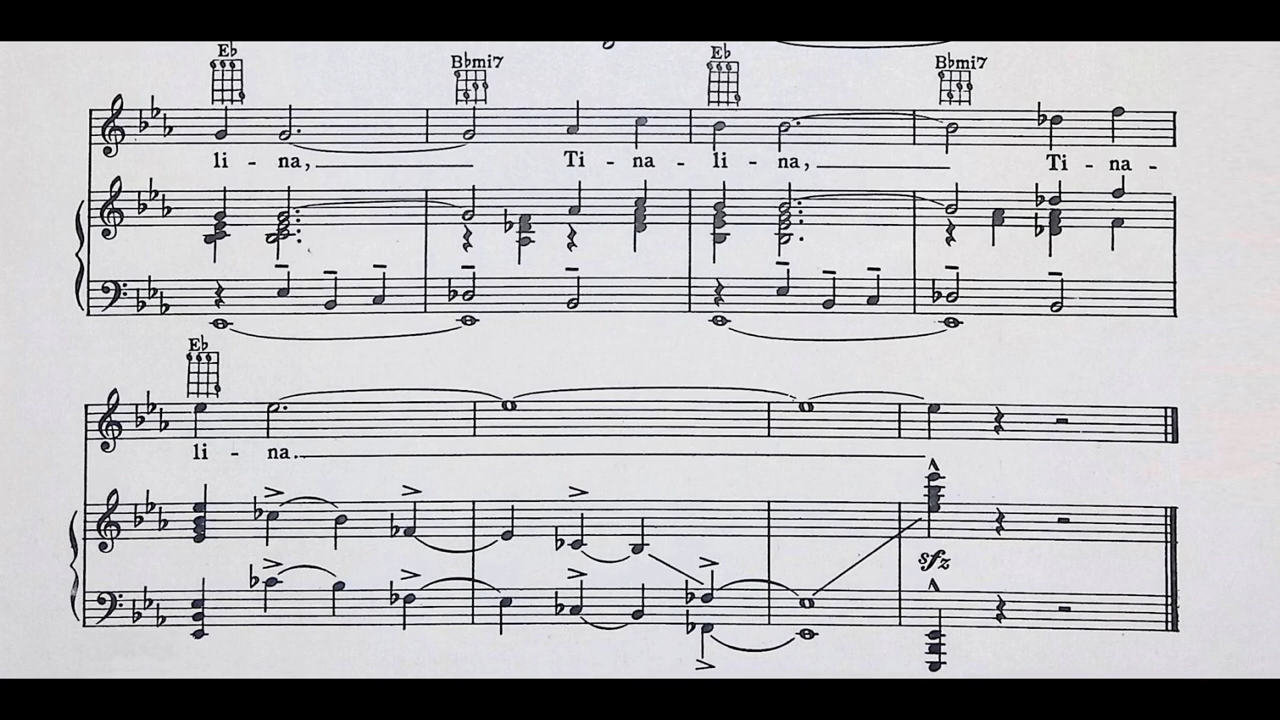 Eb Bbmi7 Eb Bbmi7
li - na, Ti - na - li - na, Ti - na -
Eb
li - na.
sfz